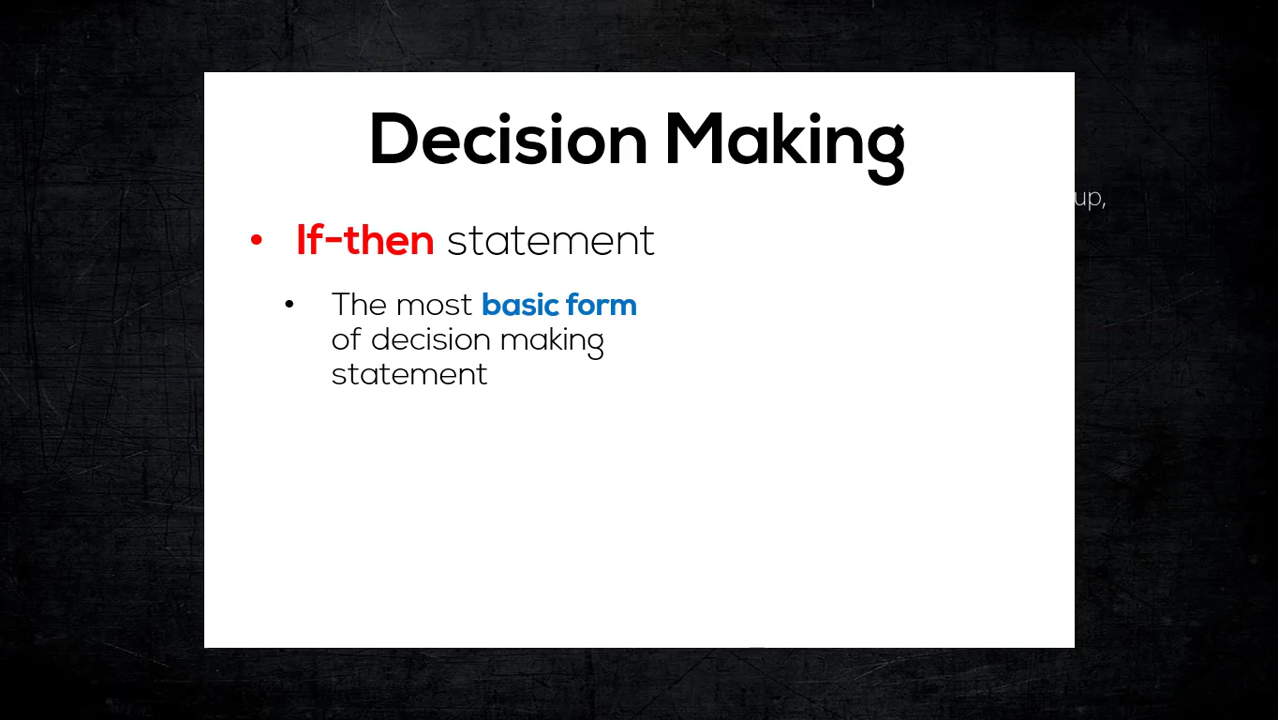 Decision Making
up,
• If-then statement
• The most basic form
of decision making
statement